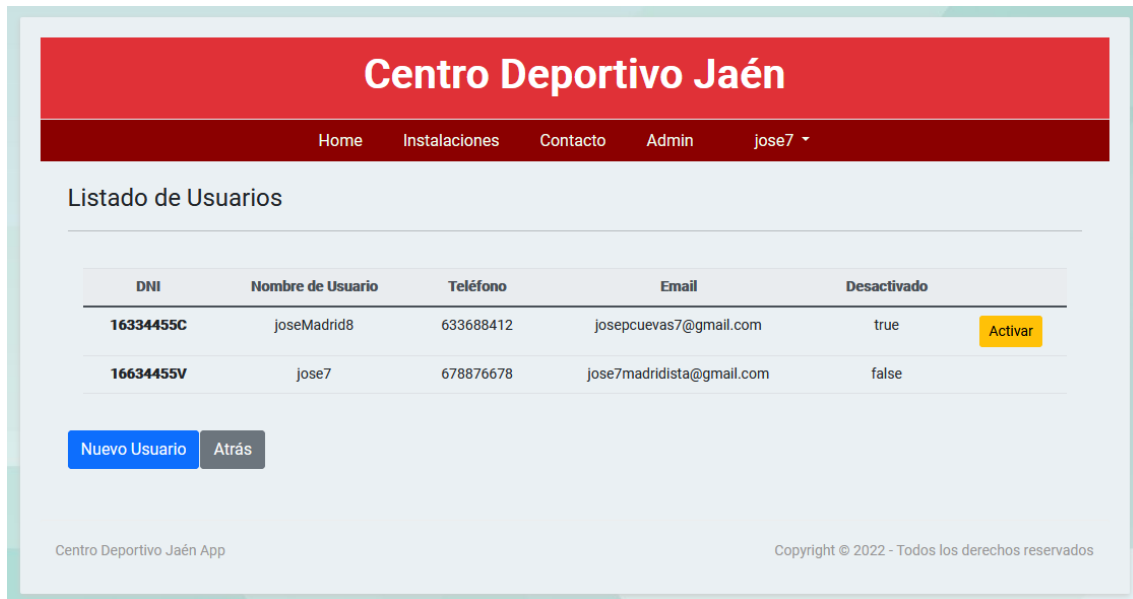 Centro Deportivo Jaén
Home Instalaciones Contacto Admin jose7
Listado de Usuarios
DNI Nombre de Usuario Teléfono Email Desactivado
16334455C joseMadrid8 633688412 josepcuevas7@gmail.com true Activar
16634455V jose7 678876678 jose7madridista@gmail.com false
Nuevo Usuario Atrás
Centro Deportivo Jaén App Copyright © 2022 - Todos los derechos reservados